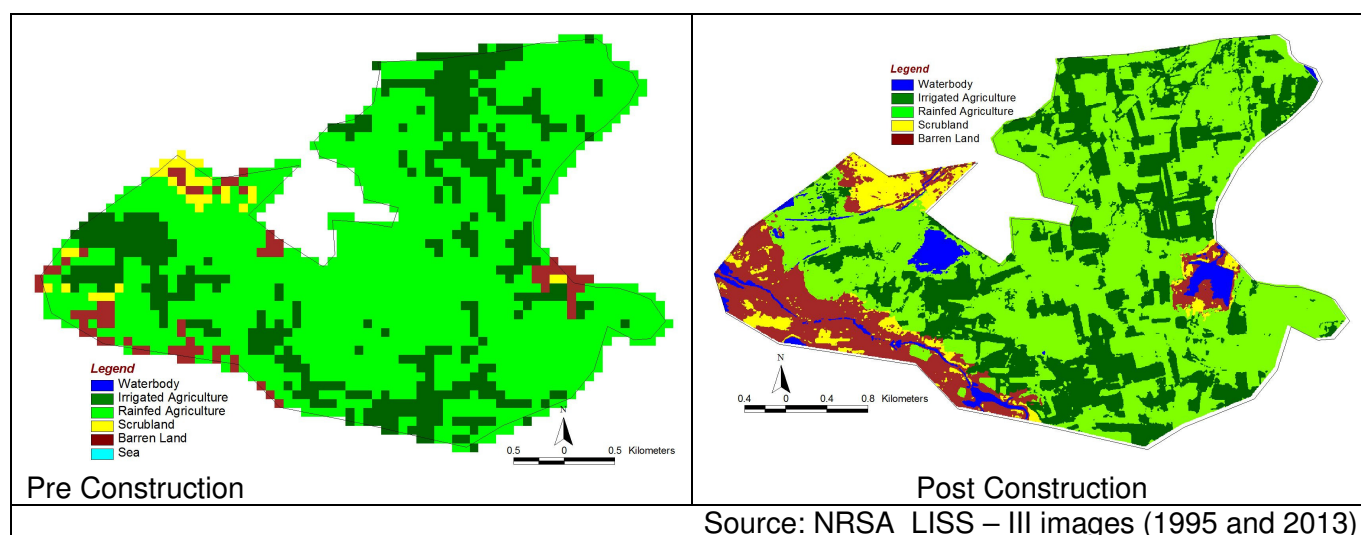 Legend
Waterbody
Irrigated Agriculture
Rainfed Agriculture
Scrubland
Barren Land
Sea
N
0.5 0 0.5 Kilometers
Pre Construction
Legend
Waterbody
Irrigated Agriculture
Rainfed Agriculture
Scrubland
Barren Land
N
0.4 0 0.4 0.8 Kilometers
Post Construction
Source: NRSA LISS – III images (1995 and 2013)